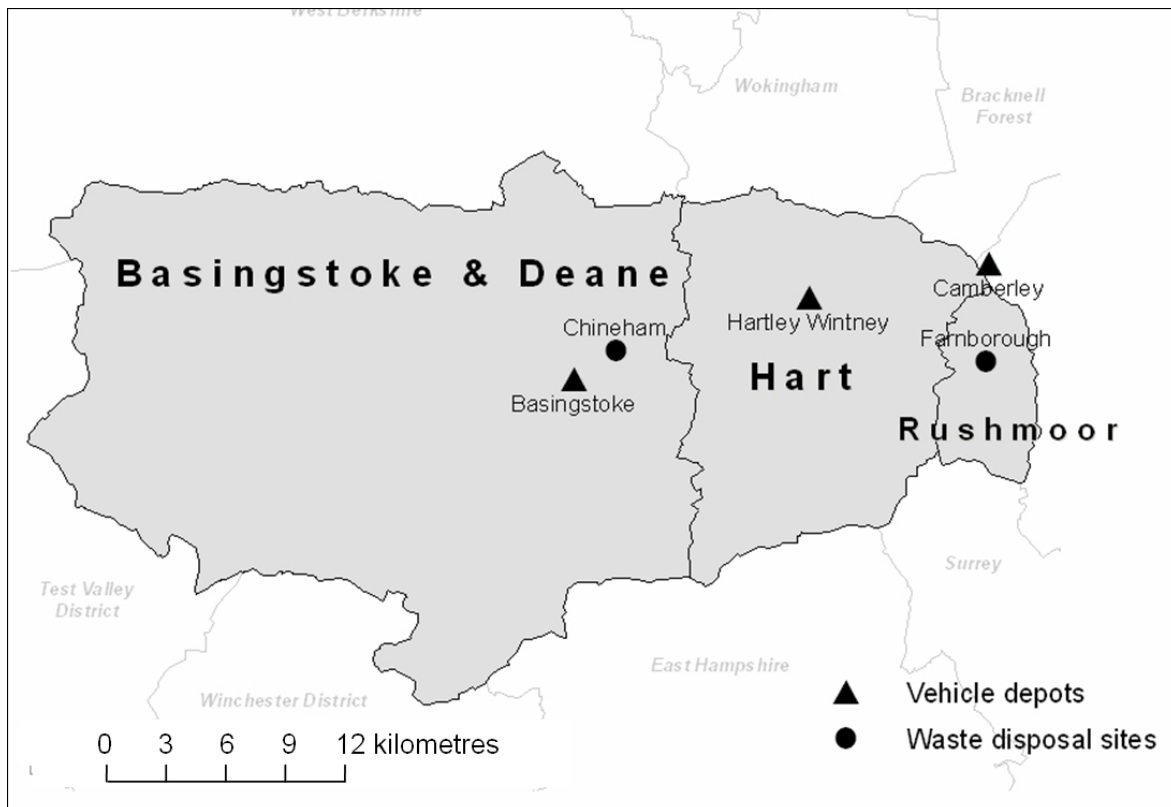 West Berkshire
Wokingham
Bracknell
Forest
Basingstoke & Deane
Camberley
Hartley Wintney
Chineham
Farnborough
Hart
Basingstoke
Rushmoor
Surrey
Test Valley
District
East Hampshire
Winchester District
Vehicle depots
Waste disposal sites
0 3 6 9 12 kilometres